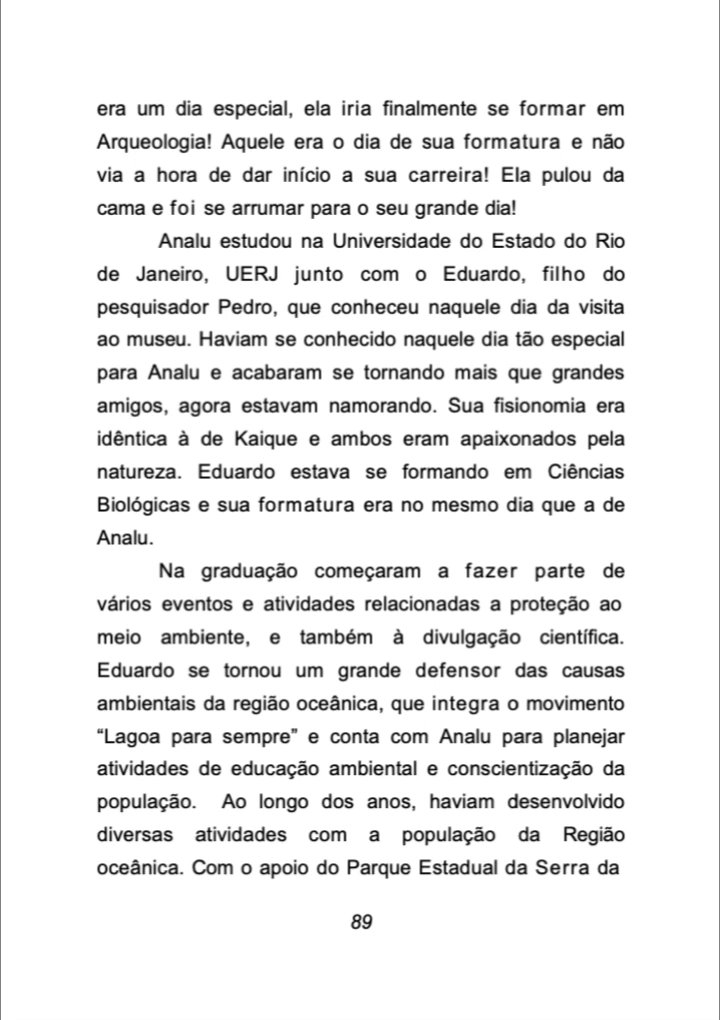 era um dia especial, ela iria finalmente se formar em
Arqueologia! Aquele era o dia de sua formatura e não
via a hora de dar início a sua carreira! Ela pulou da
cama e foi se arrumar para o seu grande dia!
Analu estudou na Universidade do Estado do Rio
de Janeiro, UERJ junto com o Eduardo, filho do
pesquisador Pedro, que conheceu naquele dia da visita
ao museu. Haviam se conhecido naquele dia tão especial
para Analu e acabaram se tornando mais que grandes
amigos, agora estavam namorando. Sua fisionomia era
idêntica à de Kaique e ambos eram apaixonados pela
natureza. Eduardo estava se formando em Ciências
Biológicas e sua formatura era no mesmo dia que a de
Analu.
Na graduação começaram a fazer parte de
vários eventos e atividades relacionadas a proteção ao
meio ambiente, e também à divulgação científica.
Eduardo se tornou um grande defensor das causas
ambientais da região oceânica, que integra o movimento
“Lagoa para sempre” e conta com Analu para planejar
atividades de educação ambiental e conscientização da
população. Ao longo dos anos, haviam desenvolvido
diversas atividades com a população da Região
oceânica. Com o apoio do Parque Estadual da Serra da
89